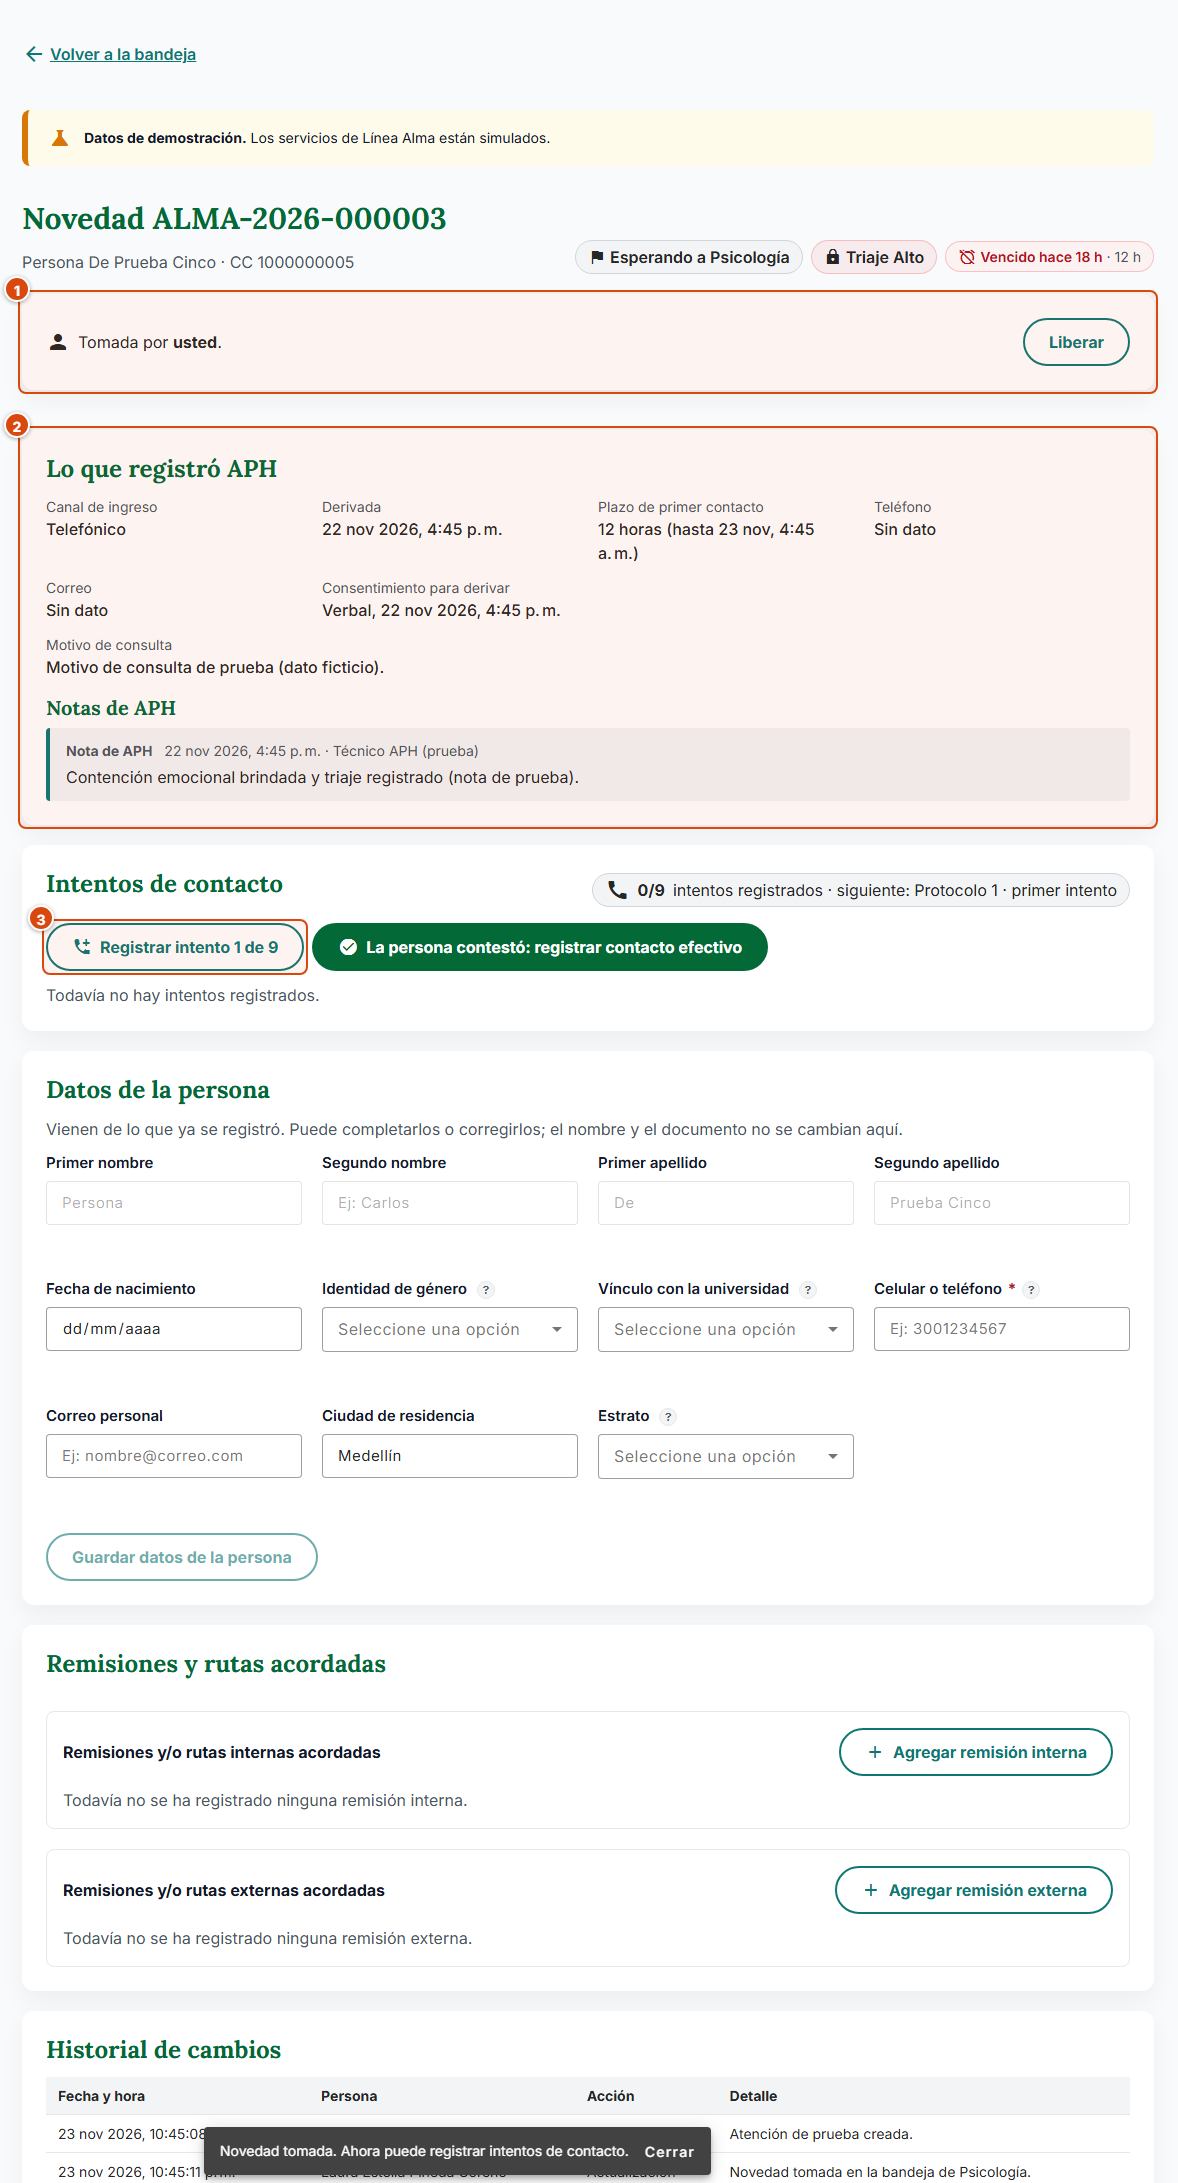 Volver a la bandeja
Datos de demostración. Los servicios de Línea Alma están simulados.
Novedad ALMA-2026-000003
Persona De Prueba Cinco · CC 1000000005
Esperando a Psicología
Triaje Alto
Vencido hace 18 h · 12 h
1
Tomada por usted.
Liberar
2
Lo que registró APH
Canal de ingreso
Telefónico
Derivada
22 nov 2026, 4:45 p. m.
Plazo de primer contacto
12 horas (hasta 23 nov, 4:45
a. m.)
Teléfono
Sin dato
Correo
Sin dato
Consentimiento para derivar
Verbal, 22 nov 2026, 4:45 p. m.
Motivo de consulta
Motivo de consulta de prueba (dato ficticio).
Notas de APH
Nota de APH 22 nov 2026, 4:45 p. m. · Técnico APH (prueba)
Contención emocional brindada y triaje registrado (nota de prueba).
Intentos de contacto
0/9 intentos registrados · siguiente: Protocolo 1 · primer intento
3
Registrar intento 1 de 9
La persona contestó: registrar contacto efectivo
Todavía no hay intentos registrados.
Datos de la persona
Vienen de lo que ya se registró. Puede completarlos o corregirlos; el nombre y el documento no se cambian aquí.
Primer nombre
Persona
Segundo nombre
Ej: Carlos
Primer apellido
De
Segundo apellido
Prueba Cinco
Fecha de nacimiento
dd/mm/aaaa
Identidad de género ?
Seleccione una opción
Vínculo con la universidad ?
Seleccione una opción
Celular o teléfono * ?
Ej: 3001234567
Correo personal
Ej: nombre@correo.com
Ciudad de residencia
Medellín
Estrato ?
Seleccione una opción
Guardar datos de la persona
Remisiones y rutas acordadas
Remisiones y/o rutas internas acordadas
Agregar remisión interna
Todavía no se ha registrado ninguna remisión interna.
Remisiones y/o rutas externas acordadas
Agregar remisión externa
Todavía no se ha registrado ninguna remisión externa.
Historial de cambios
Fecha y hora Persona Acción Detalle
23 nov 2026, 10:45:08 Atención de prueba creada.
Novedad tomada. Ahora puede registrar intentos de contacto. Cerrar
23 nov 2026, 10:45:11 Novedad tomada en la bandeja de Psicología.